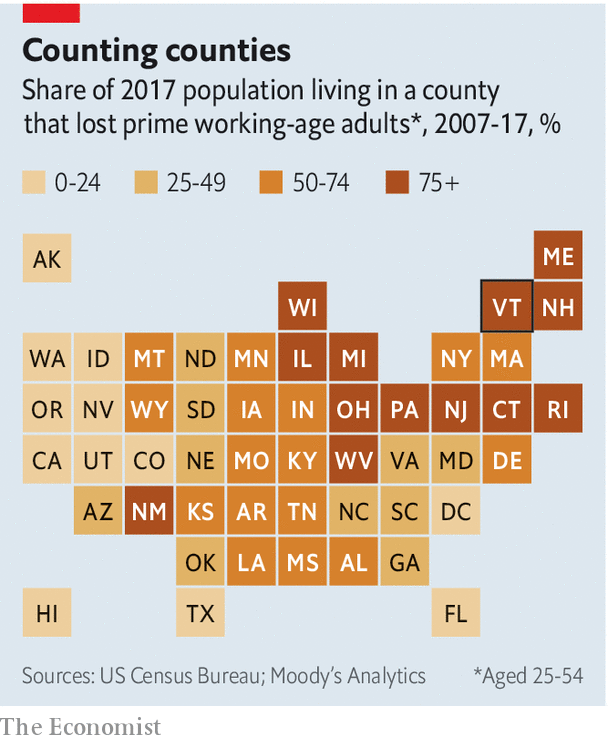 Counting counties
Share of 2017 population living in a county
that lost prime working-age adults*, 2007-17, %
0-24 25-49 50-74 75+
AK ME
WI VT NH
WA ID MT ND MN IL MI NY MA
OR NV WY SD IA IN OH PA NJ CT RI
CA UT CO NE MO KY WV VA MD DE
AZ NM KS AR TN NC SC DC
OK LA MS AL GA
HI TX FL
Sources: US Census Bureau; Moody's Analytics *Aged 25-54
The Economist